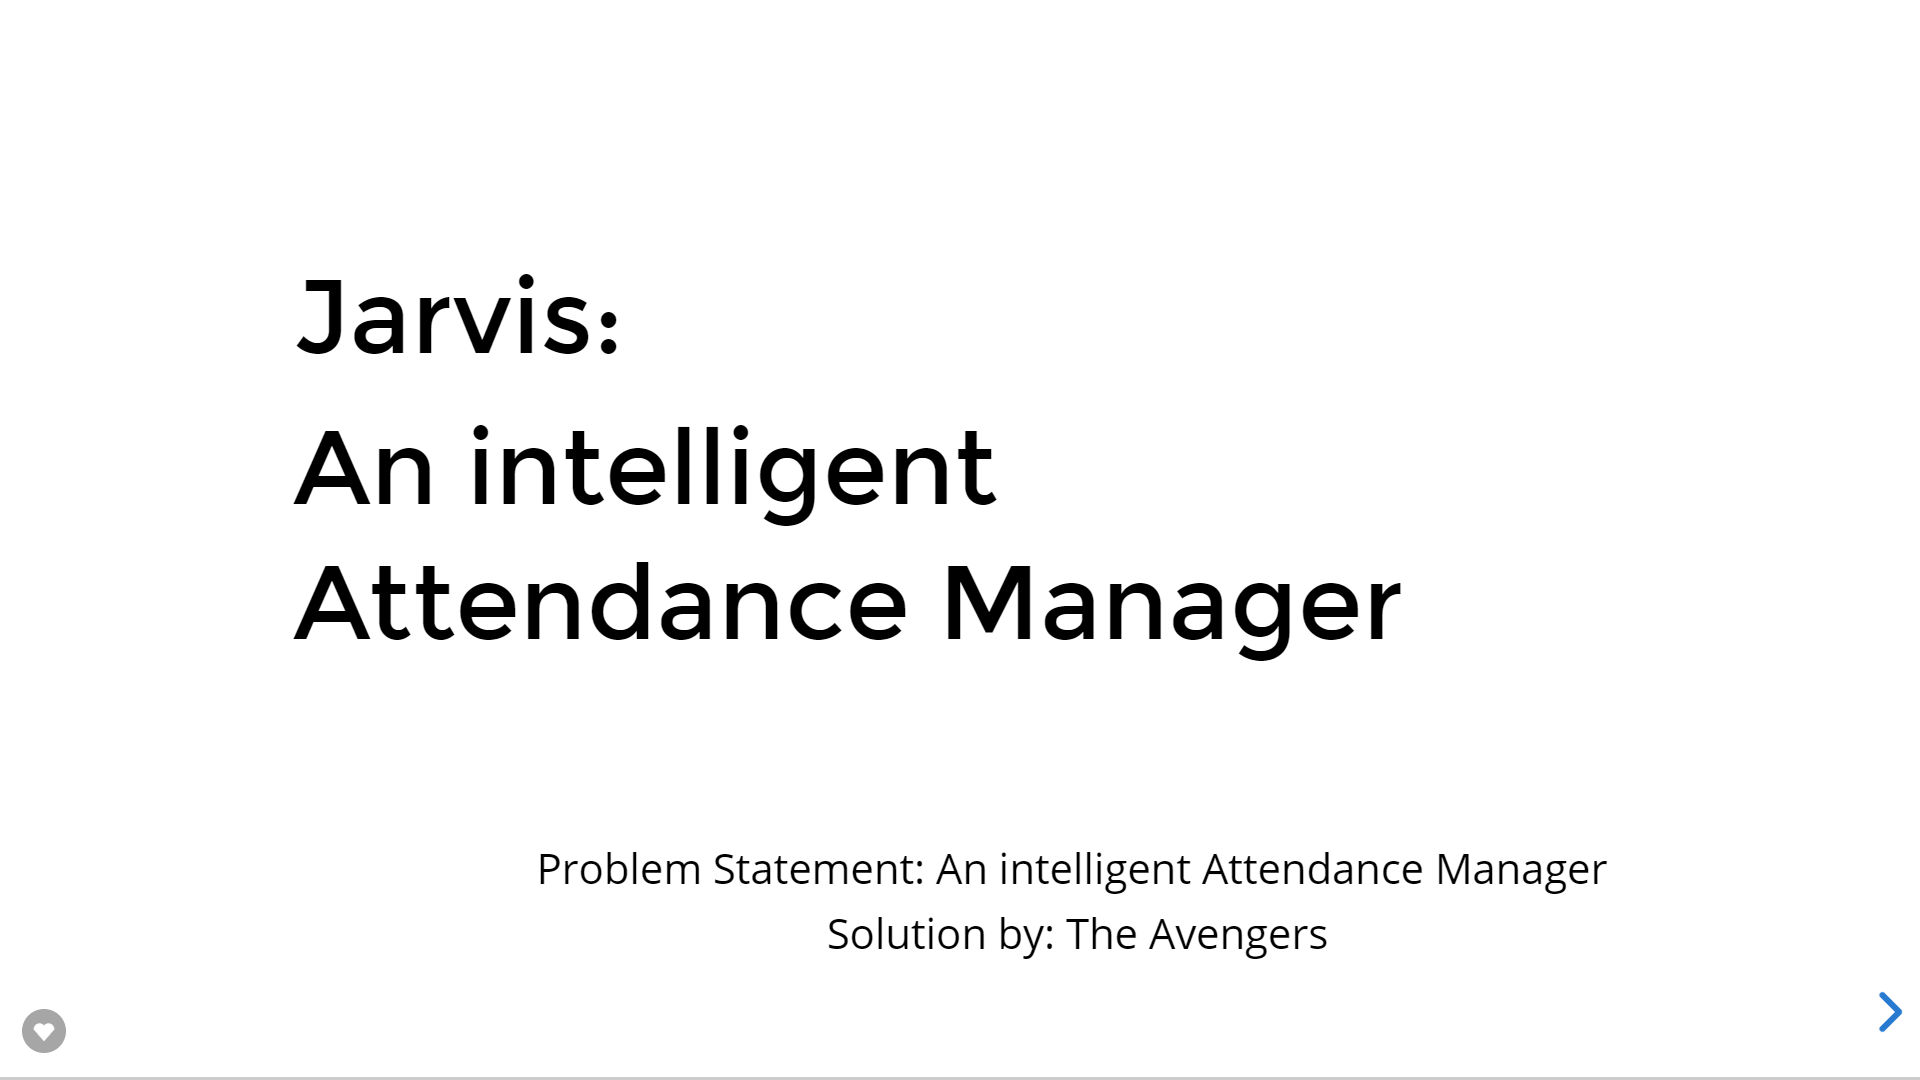 Jarvis:
An intelligent
Attendance Manager
Problem Statement: An intelligent Attendance Manager
Solution by: The Avengers